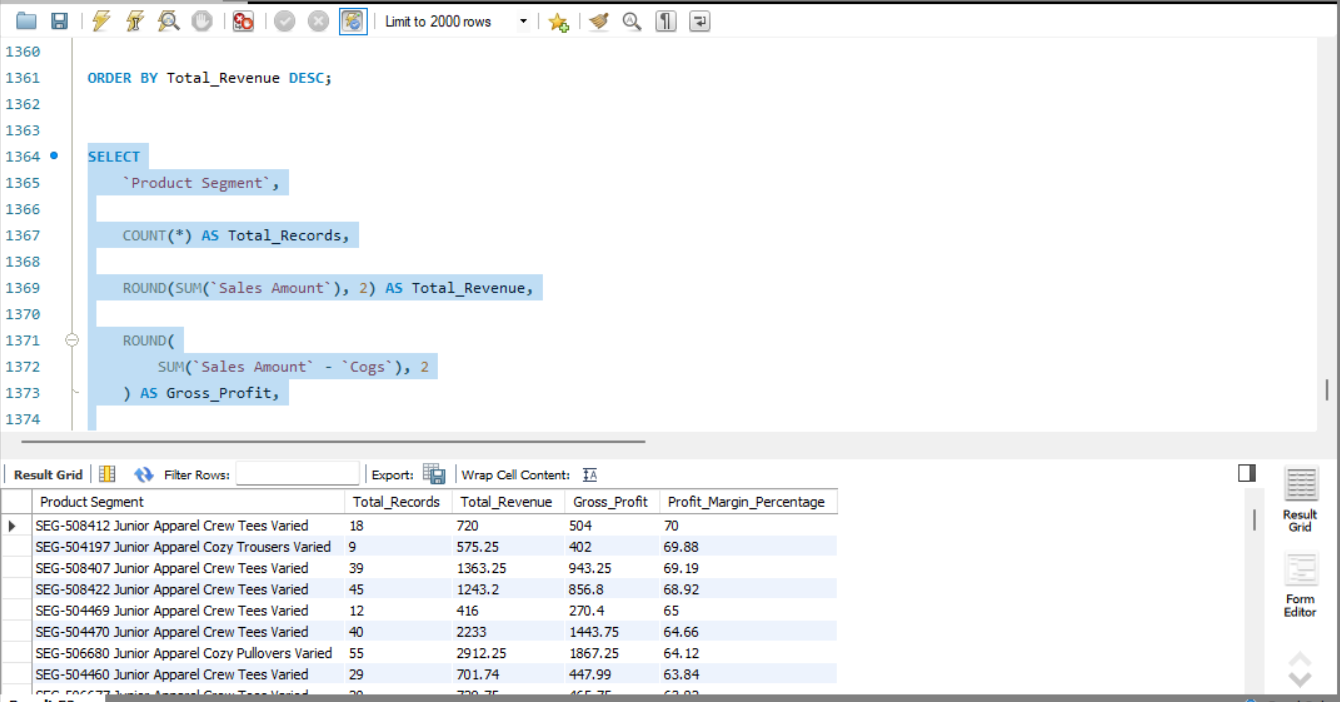 Limit to 2000 rows
1360
1361 ORDER BY Total_Revenue DESC;
1362
1363
1364 SELECT
1365 `Product Segment`,
1366
1367 COUNT(*) AS Total_Records,
1368
1369 ROUND(SUM(`Sales Amount`), 2) AS Total_Revenue,
1370
1371 ROUND(
1372 SUM(`Sales Amount` - `Cogs`), 2
1373 ) AS Gross_Profit,
1374
Result Grid Filter Rows: Export: Wrap Cell Content:
Product Segment Total_Records Total_Revenue Gross_Profit Profit_Margin_Percentage
SEG-508412 Junior Apparel Crew Tees Varied 18 720 504 70
SEG-504197 Junior Apparel Cozy Trousers Varied 9 575.25 402 69.88
SEG-508407 Junior Apparel Crew Tees Varied 39 1363.25 943.25 69.19
SEG-508422 Junior Apparel Crew Tees Varied 45 1243.2 856.8 68.92
SEG-504469 Junior Apparel Crew Tees Varied 12 416 270.4 65
SEG-504470 Junior Apparel Crew Tees Varied 40 2233 1443.75 64.66
SEG-506680 Junior Apparel Cozy Pullovers Varied 55 2912.25 1867.25 64.12
SEG-504460 Junior Apparel Crew Tees Varied 29 701.74 447.99 63.84
Result
Grid
Form
Editor